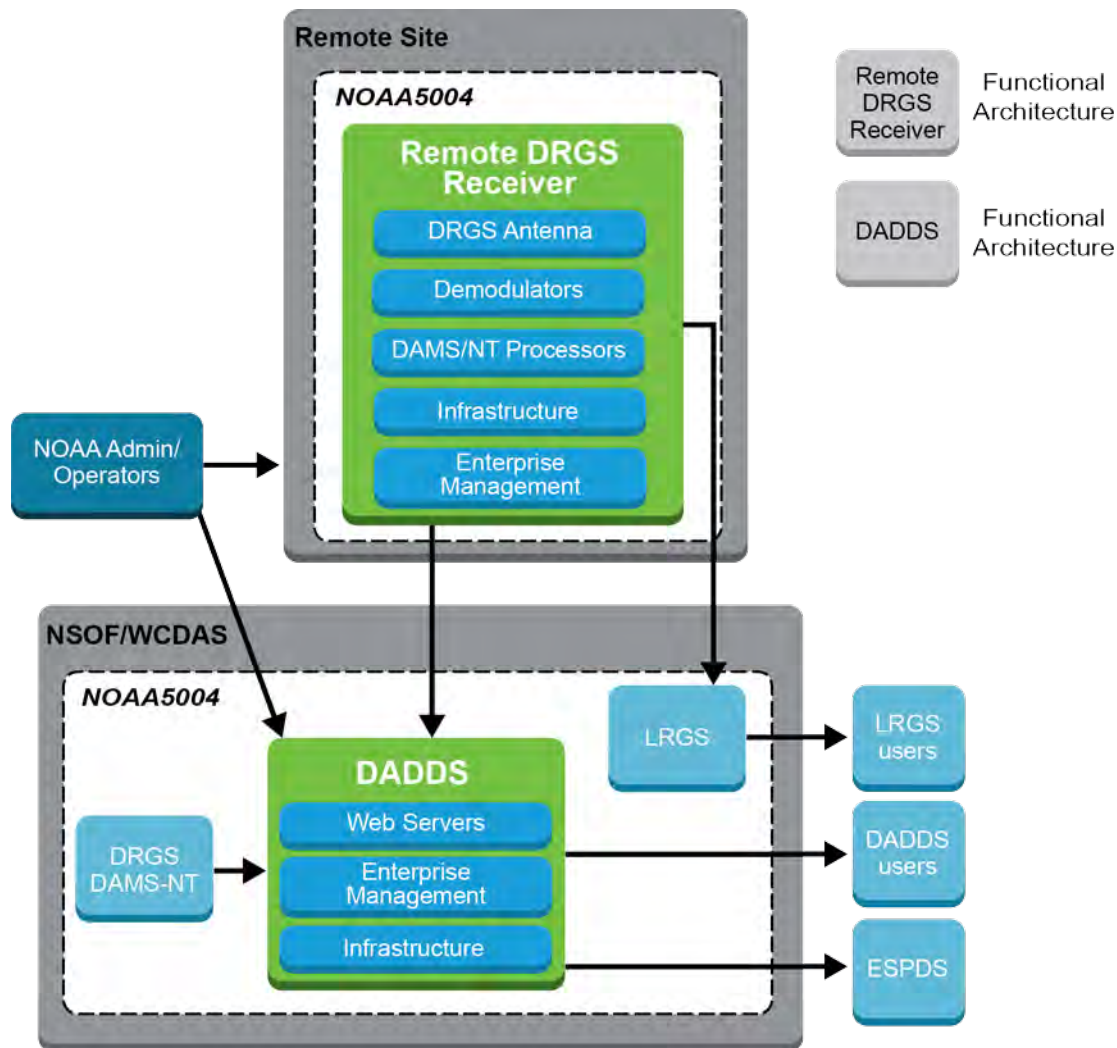 Remote Site
NOAA5004
Remote DRGS
Receiver
DRGS Antenna
Demodulators
DAMS/NT Processors
Infrastructure
Enterprise
Management
Remote
DRGS
Receiver
Functional
Architecture
DADDS
Functional
Architecture
NOAA Admin/
Operators
NSOF/WCDAS
NOAA5004
DADDS
Web Servers
Enterprise
Management
Infrastructure
DRGS
DAMS-NT
LRGS
LRGS
users
DADDS
users
ESPDS